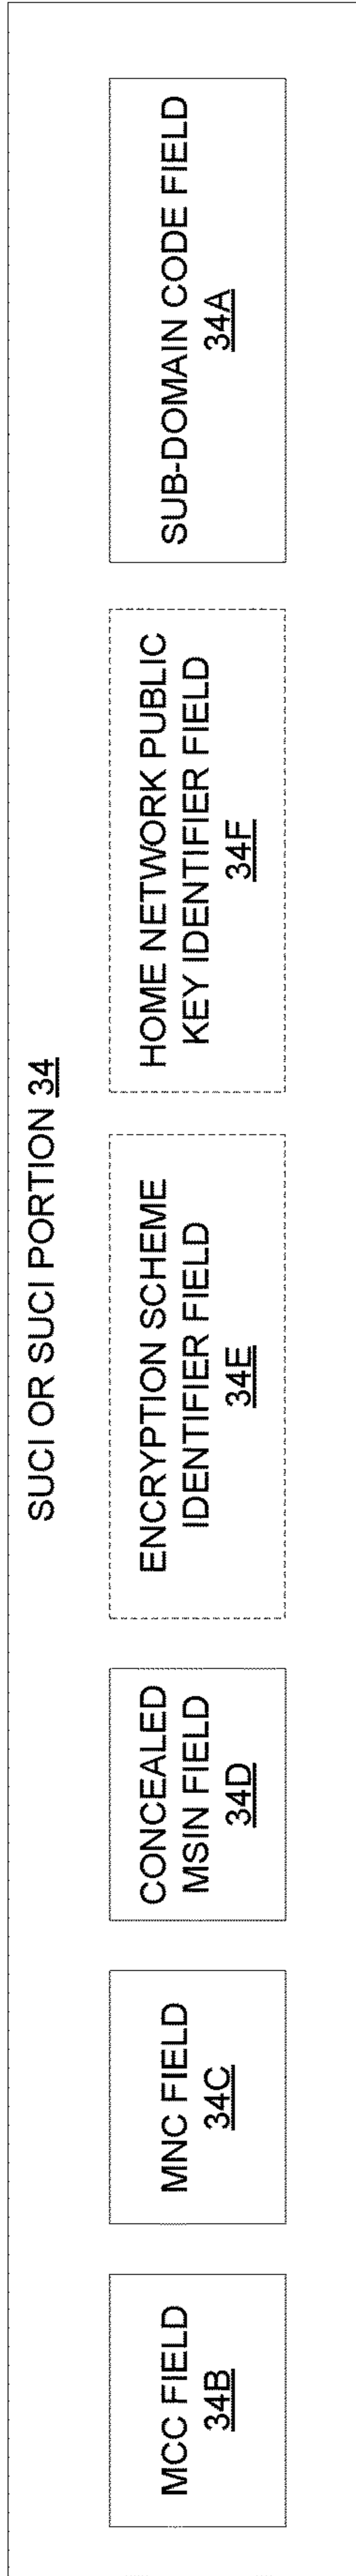 SUCI OR SUCI PORTION 34
MCC FIELD
34B
MNC FIELD
34C
CONCEALED
MSIN FIELD
34D
ENCRYPTION SCHEME
IDENTIFIER FIELD
34E
HOME NETWORK PUBLIC
KEY IDENTIFIER FIELD
34F
SUB-DOMAIN CODE FIELD
34A